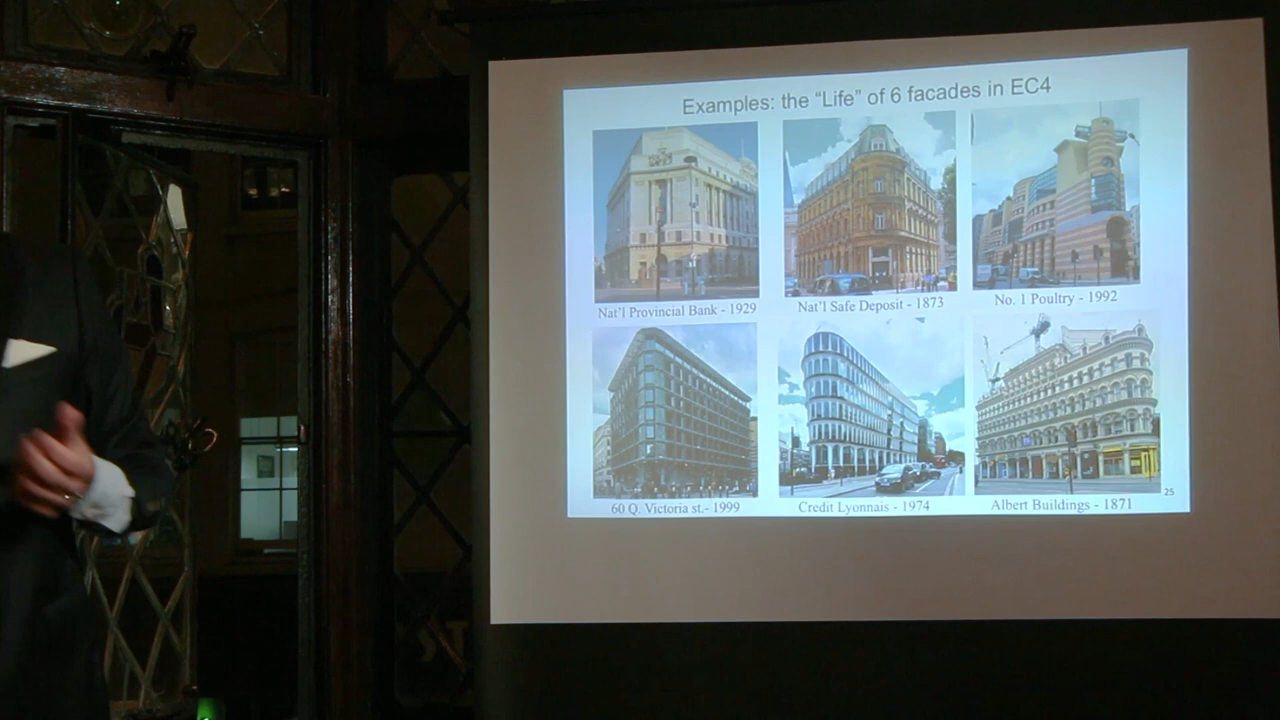 Examples: the “Life” of 6 facades in EC4
Nat’l Provincial Bank - 1929
Nat’l Safe Deposit - 1873
No. 1 Poultry - 1992
60 Q. Victoria st.- 1999
Credit Lyonnais - 1974
Albert Buildings - 1871
25